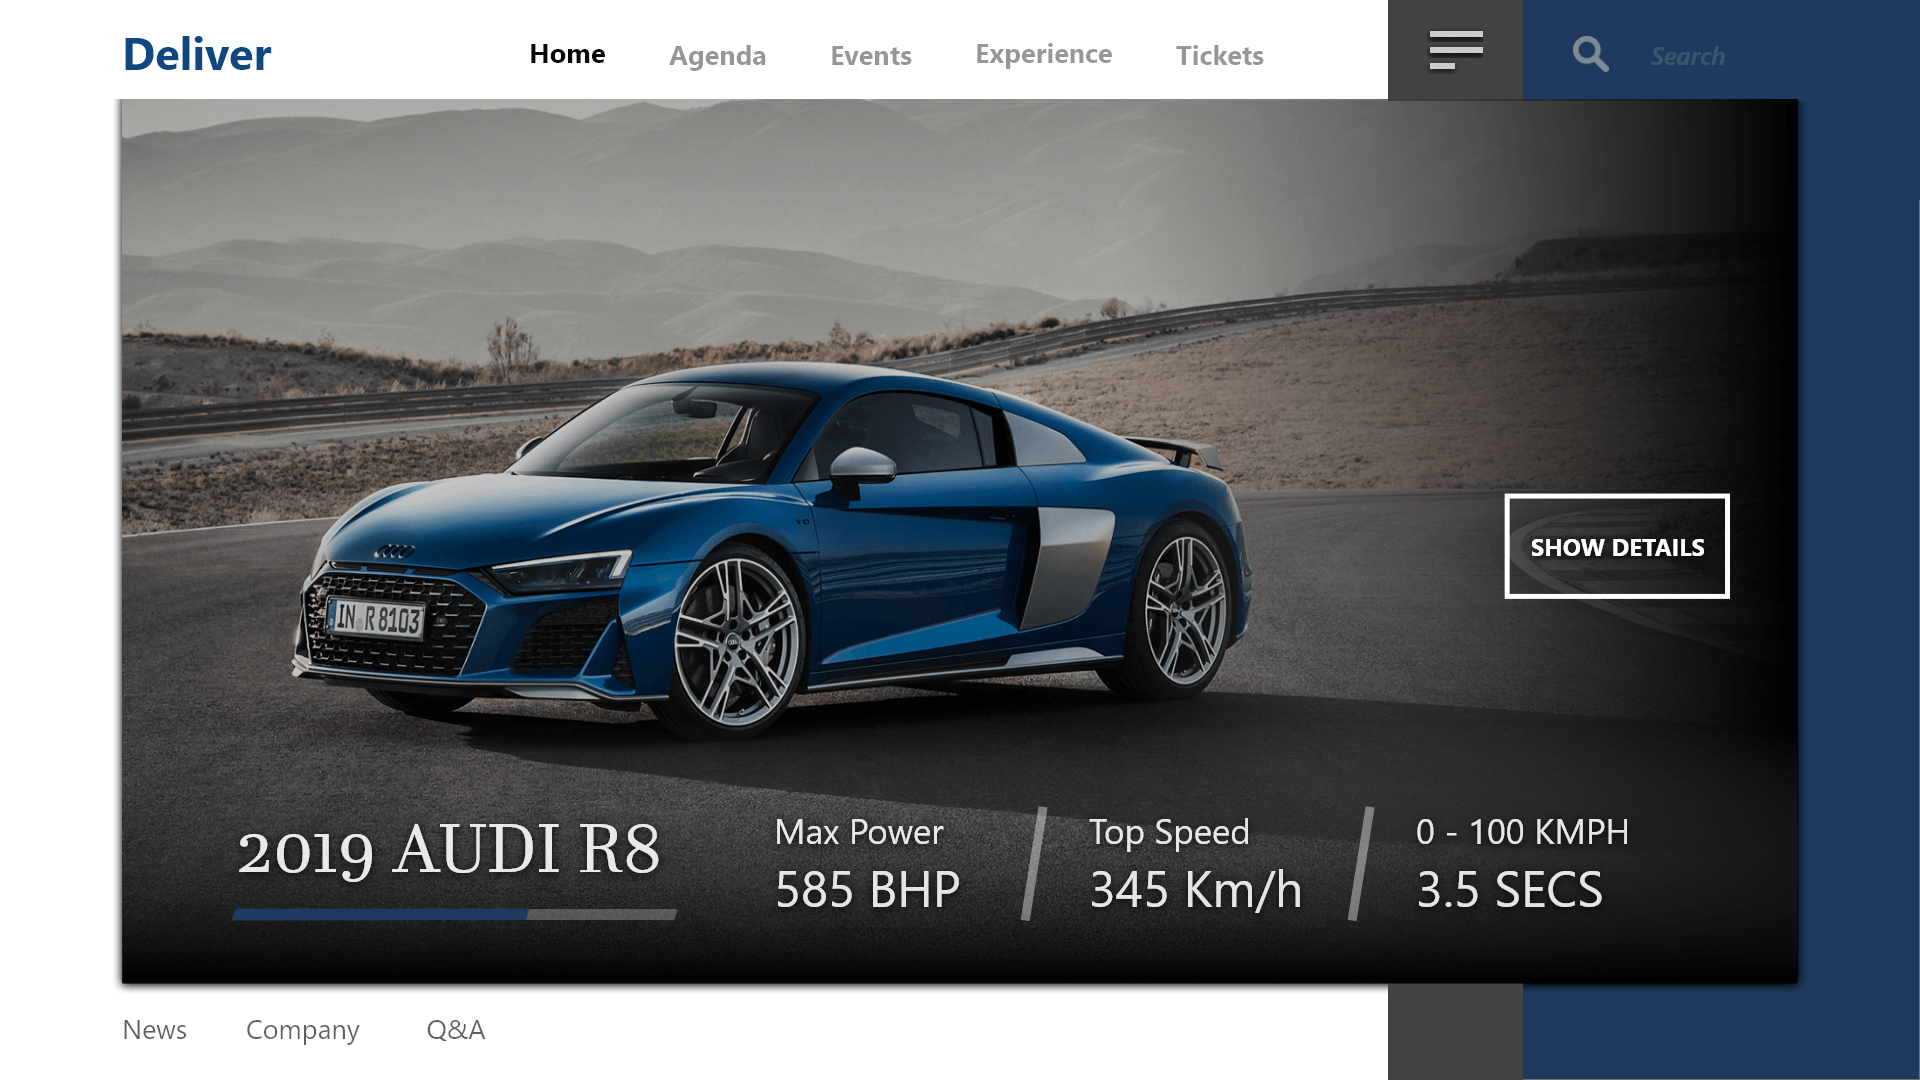 Deliver
Home Agenda Events Experience Tickets
Search
V10
IN R 8103
SHOW DETAILS
2019 AUDI R8
Max Power
585 BHP
Top Speed
345 Km/h
0 - 100 KMPH
3.5 SECS
News Company Q&A